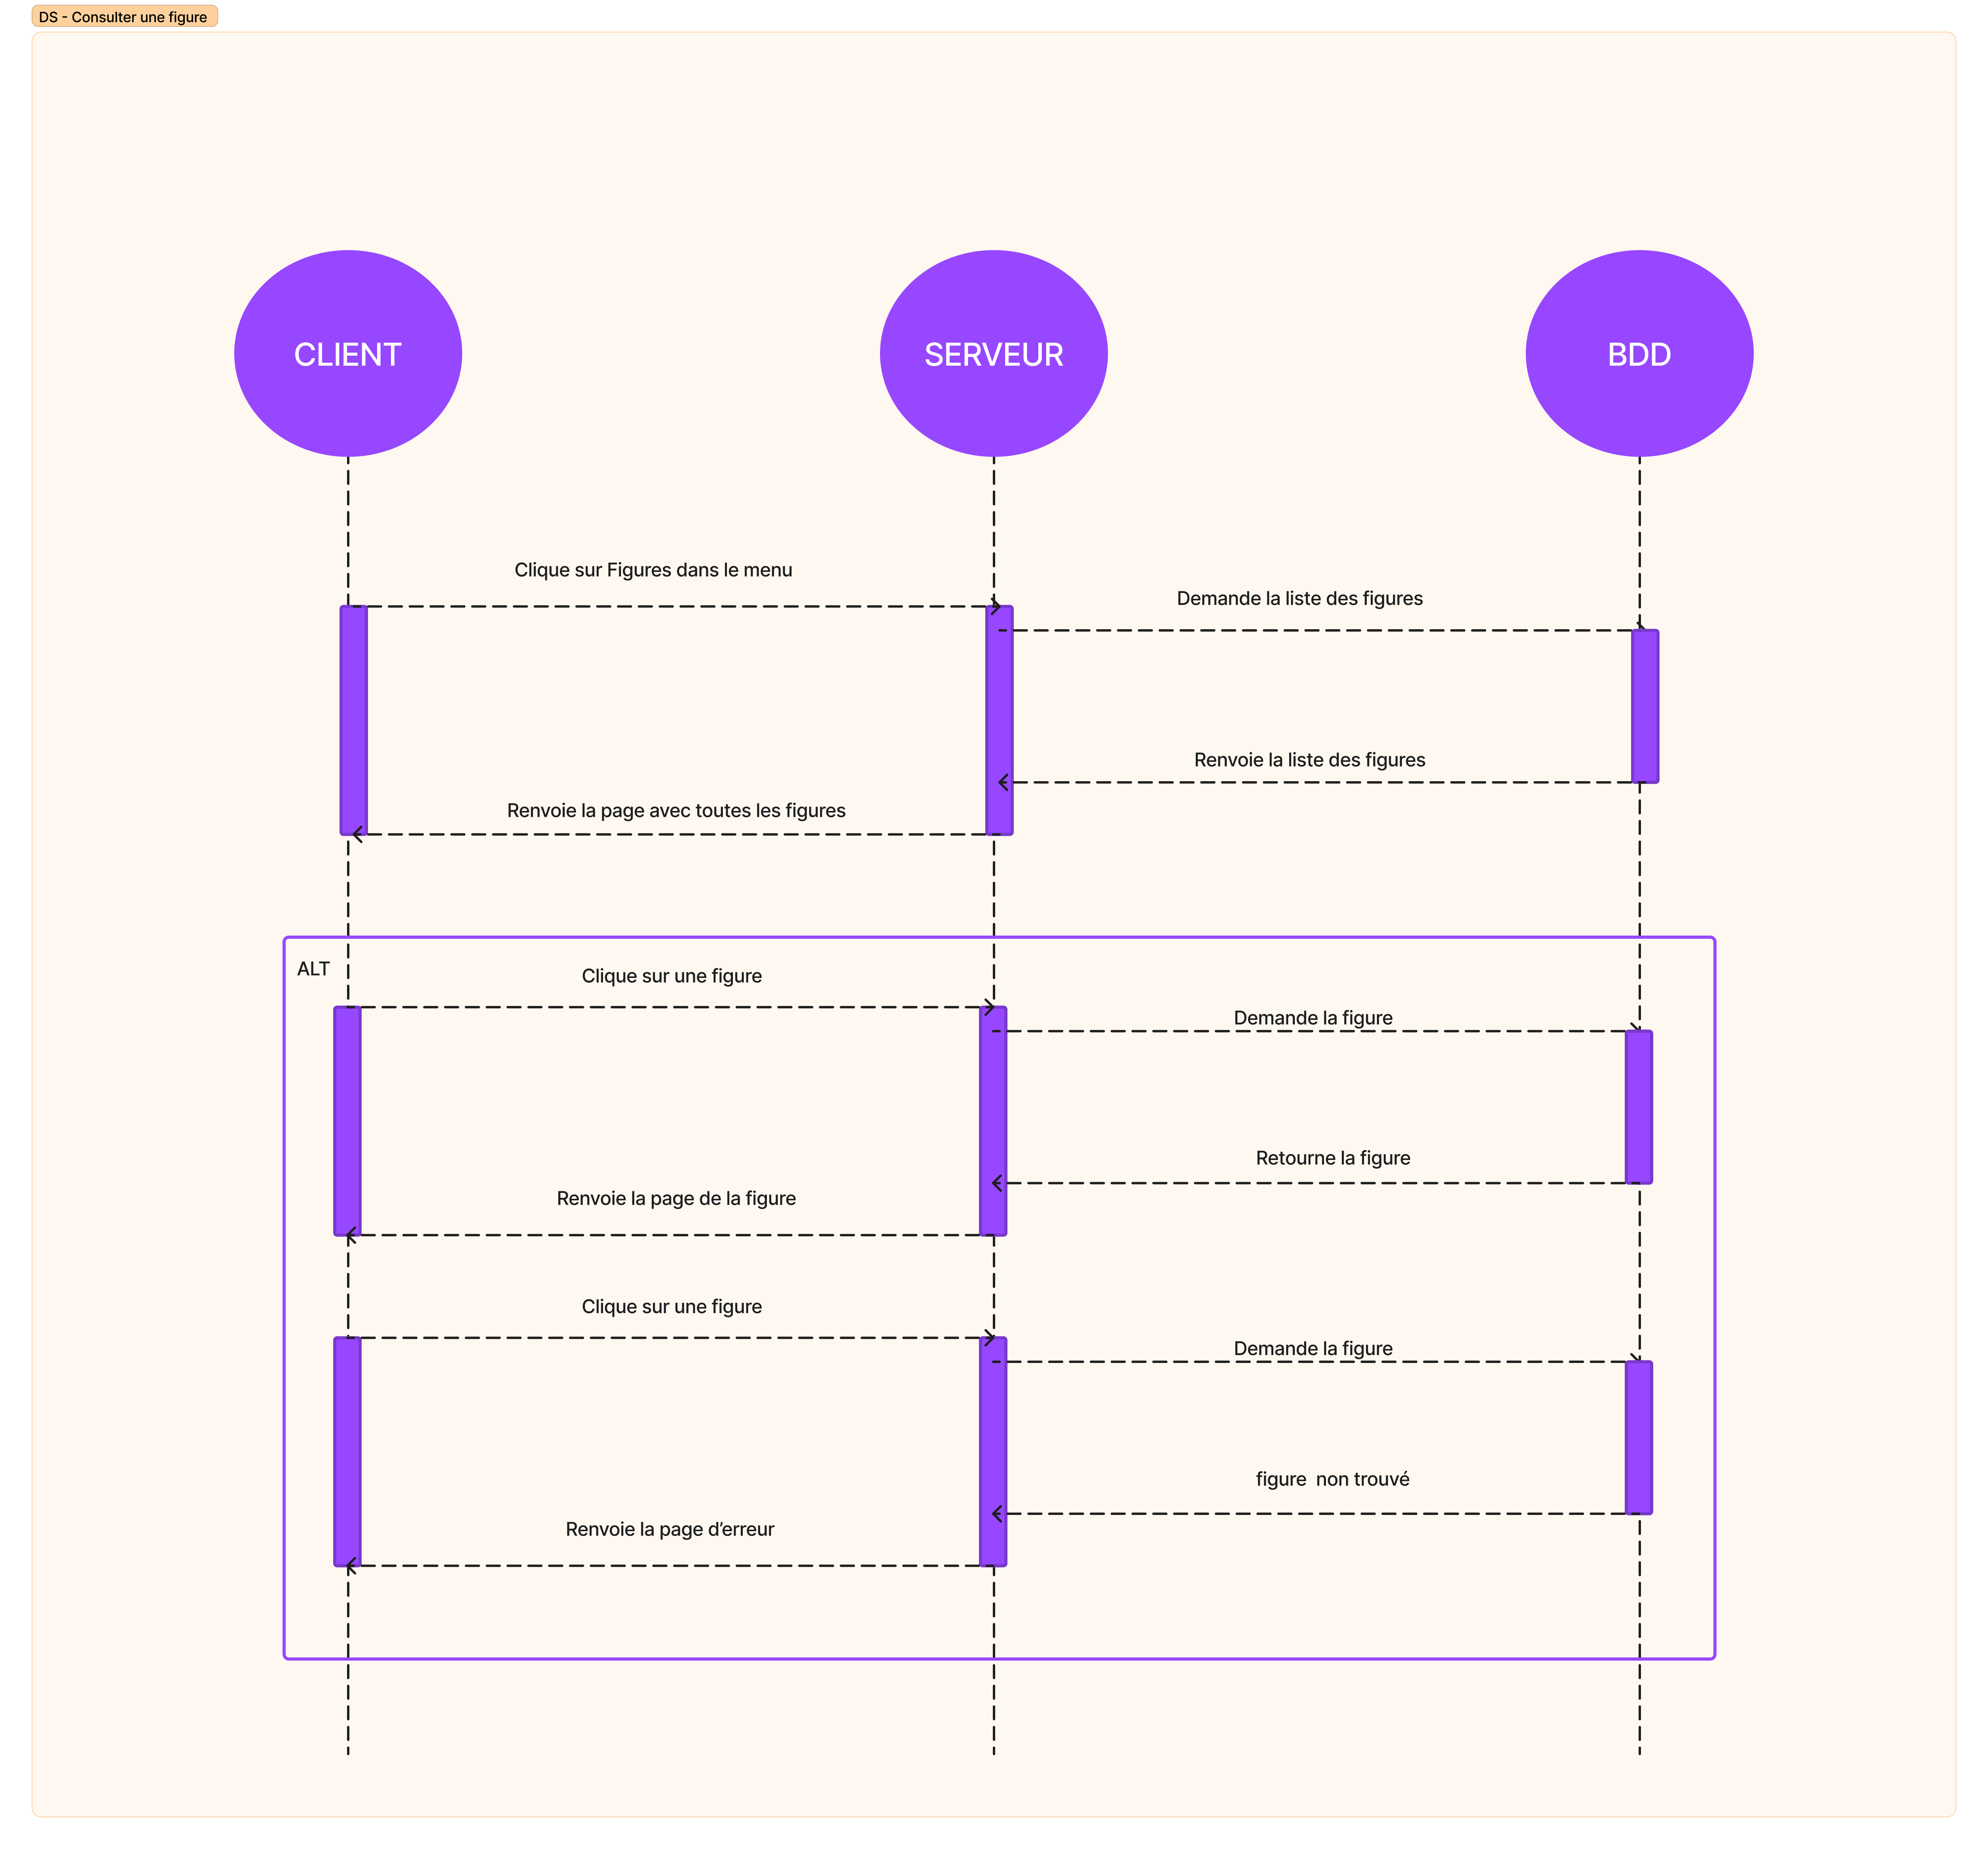 DS - Consulter une figure
CLIENT
SERVEUR
BDD
Clique sur Figures dans le menu
Demande la liste des figures
Renvoie la liste des figures
Renvoie la page avec toutes les figures
ALT
Clique sur une figure
Demande la figure
Retourne la figure
Renvoie la page de la figure
Clique sur une figure
Demande la figure
figure  non trouvé
Renvoie la page d’erreur